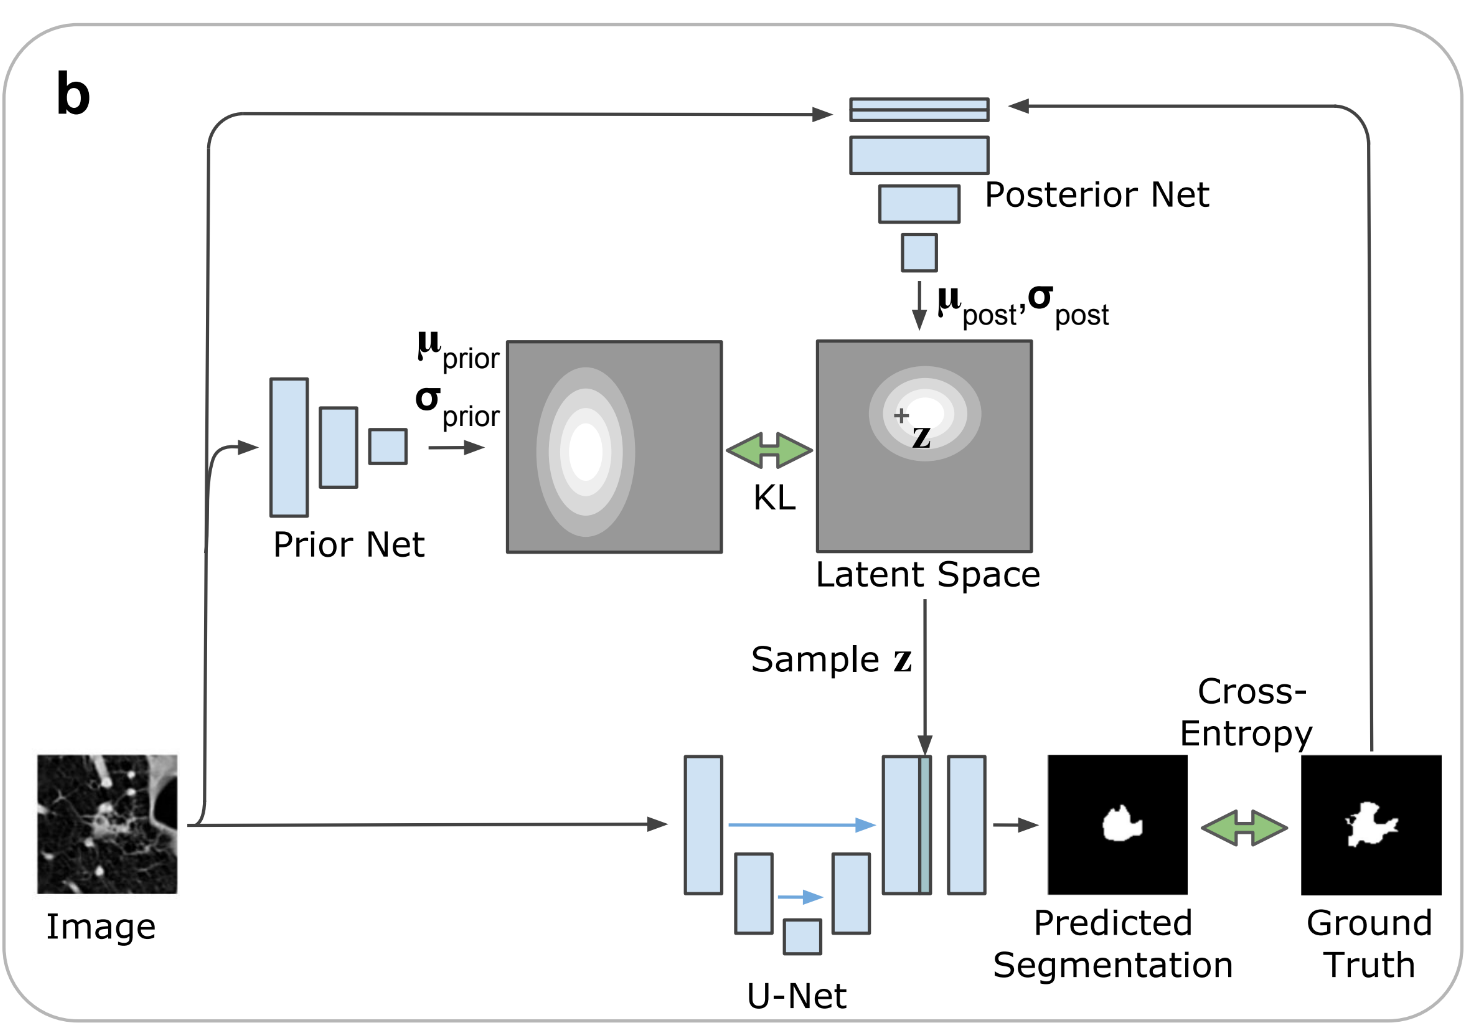 b
Posterior Net
μpost,σpost
μprior
σprior
z
KL
Prior Net
Latent Space
Sample z
Cross-
Entropy
Image
U-Net
Predicted
Segmentation
Ground
Truth